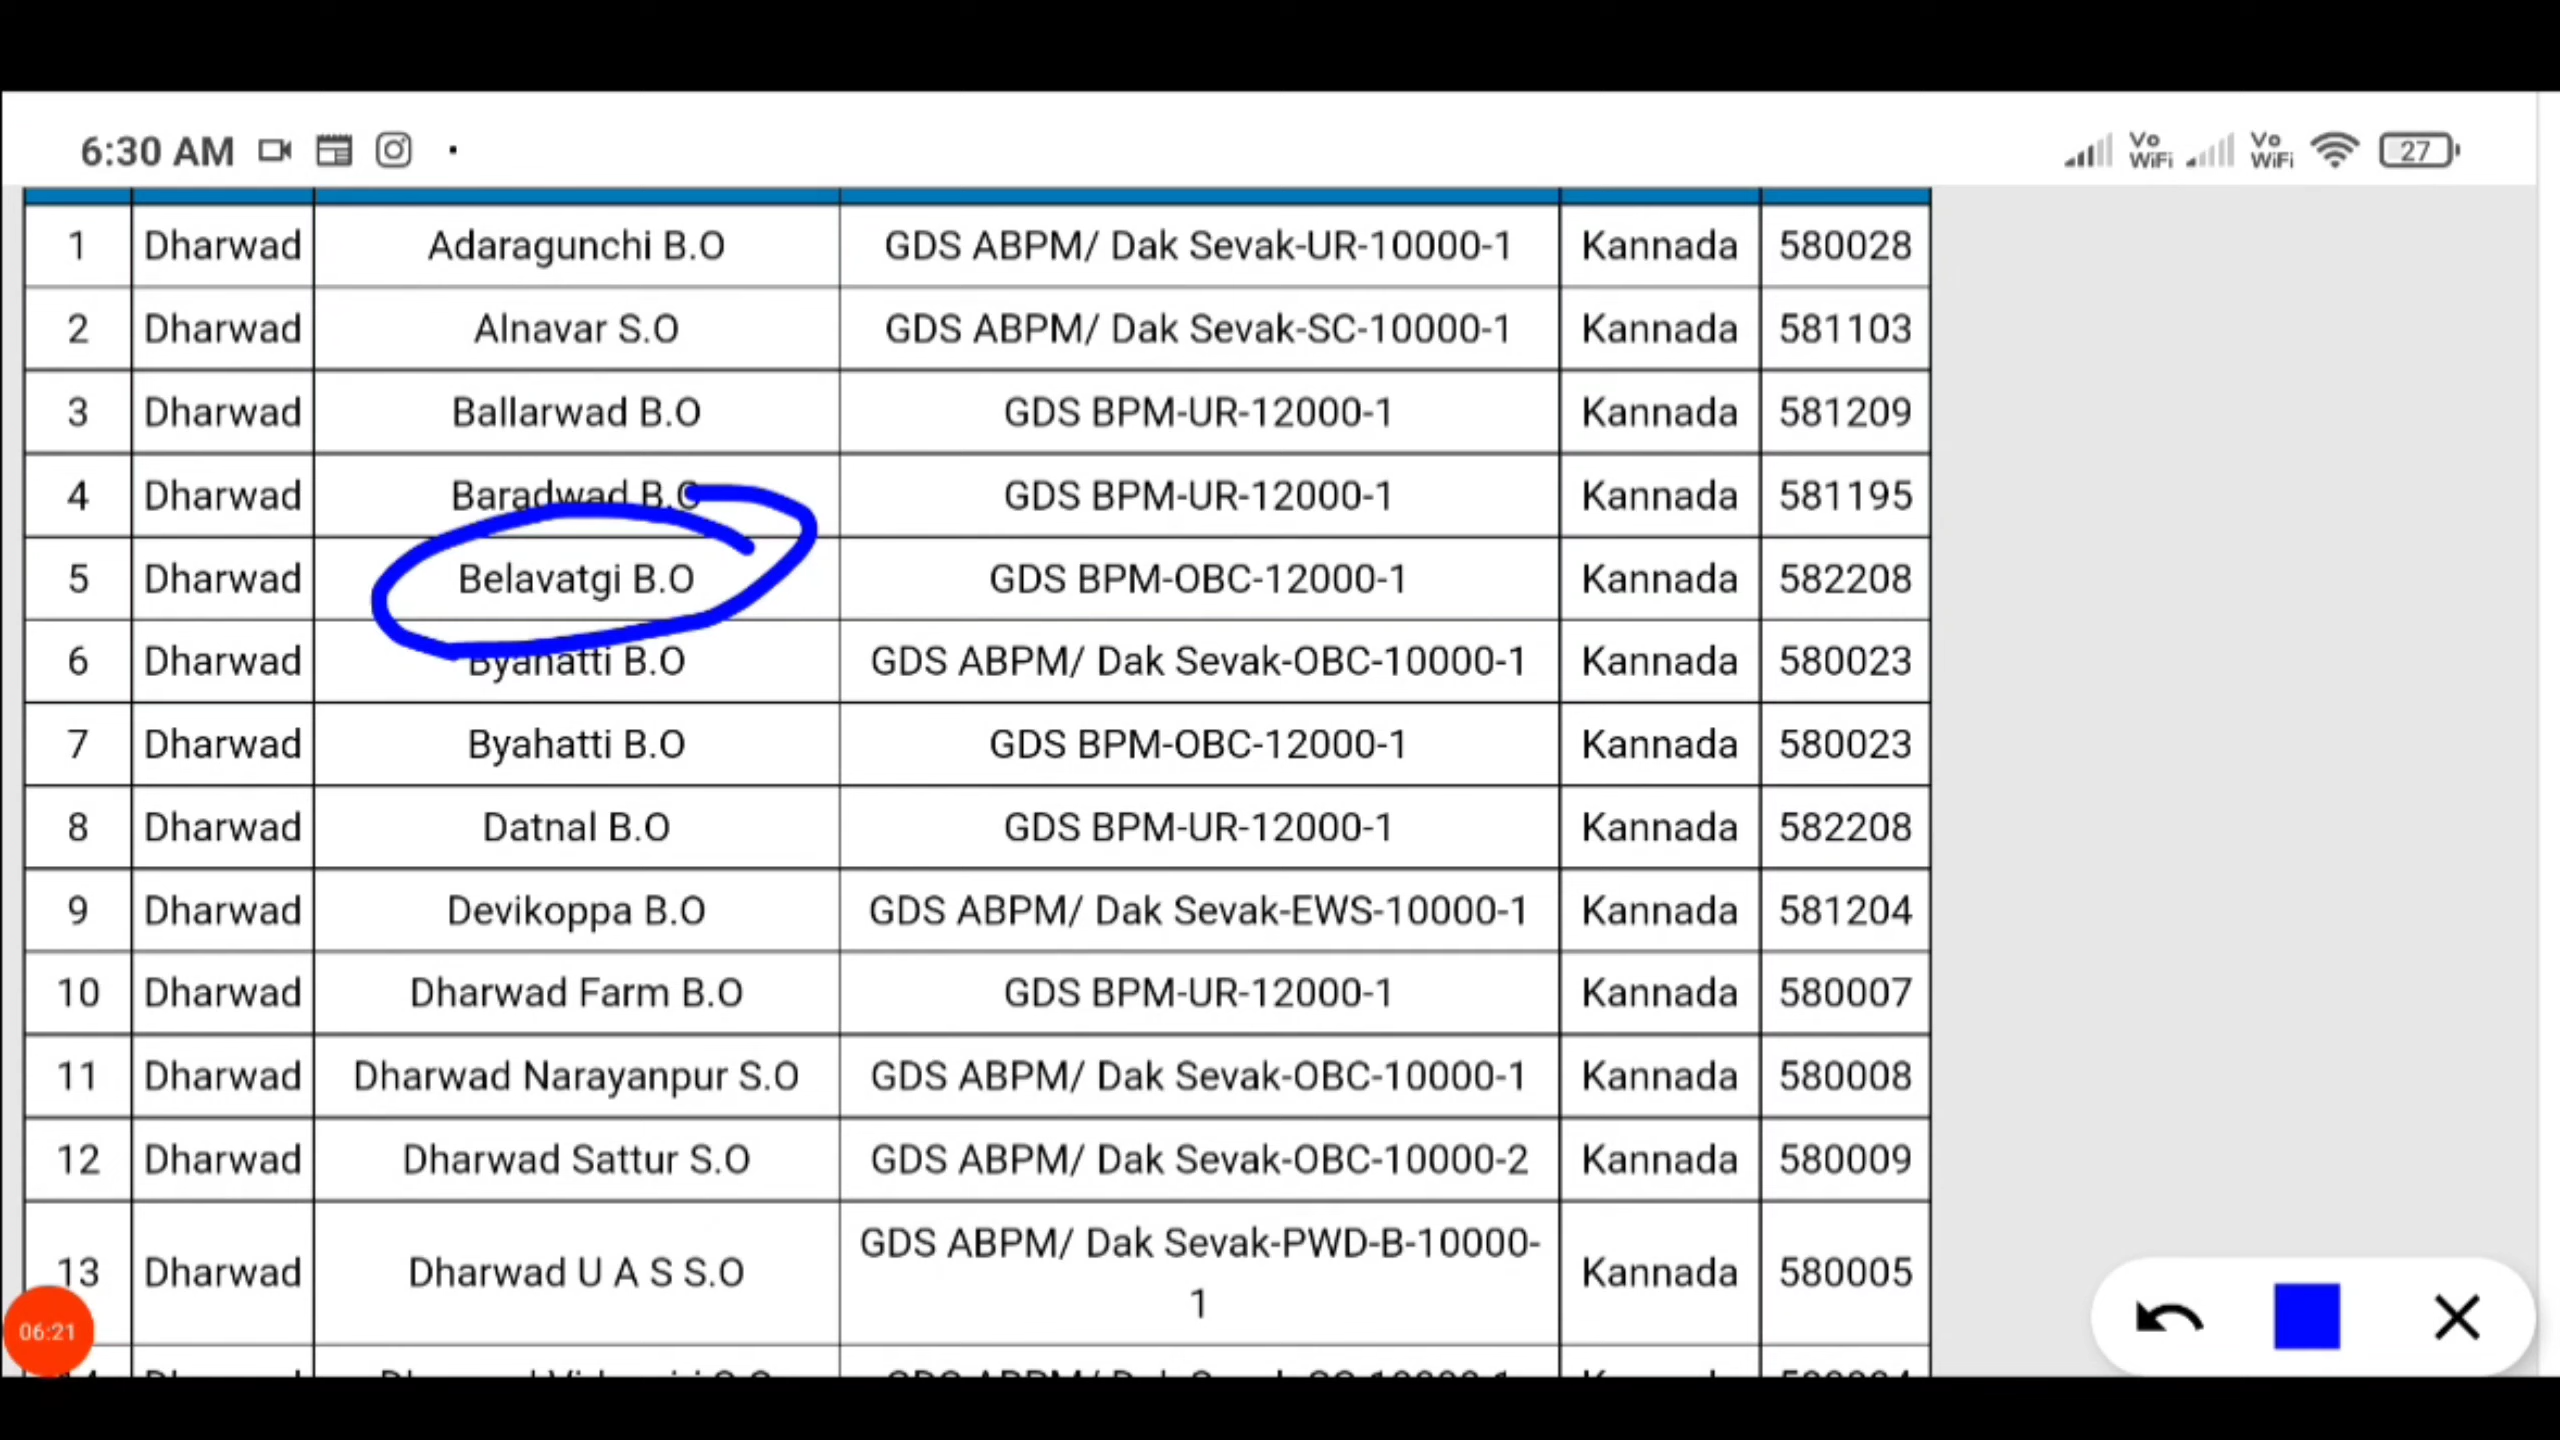 6:30 AM Vo WiFi Vo WiFi 27
1 Dharwad Adaragunchi B.O GDS ABPM/ Dak Sevak-UR-10000-1 Kannada 580028
2 Dharwad Alnavar S.O GDS ABPM/ Dak Sevak-SC-10000-1 Kannada 581103
3 Dharwad Ballarwad B.O GDS BPM-UR-12000-1 Kannada 581209
4 Dharwad Baradwad B.O GDS BPM-UR-12000-1 Kannada 581195
5 Dharwad Belavatgi B.O GDS BPM-OBC-12000-1 Kannada 582208
6 Dharwad Byahatti B.O GDS ABPM/ Dak Sevak-OBC-10000-1 Kannada 580023
7 Dharwad Byahatti B.O GDS BPM-OBC-12000-1 Kannada 580023
8 Dharwad Datnal B.O GDS BPM-UR-12000-1 Kannada 582208
9 Dharwad Devikoppa B.O GDS ABPM/ Dak Sevak-EWS-10000-1 Kannada 581204
10 Dharwad Dharwad Farm B.O GDS BPM-UR-12000-1 Kannada 580007
11 Dharwad Dharwad Narayanpur S.O GDS ABPM/ Dak Sevak-OBC-10000-1 Kannada 580008
12 Dharwad Dharwad Sattur S.O GDS ABPM/ Dak Sevak-OBC-10000-2 Kannada 580009
13 Dharwad Dharwad U A S S.O GDS ABPM/ Dak Sevak-PWD-B-10000-
1 Kannada 580005
06:21